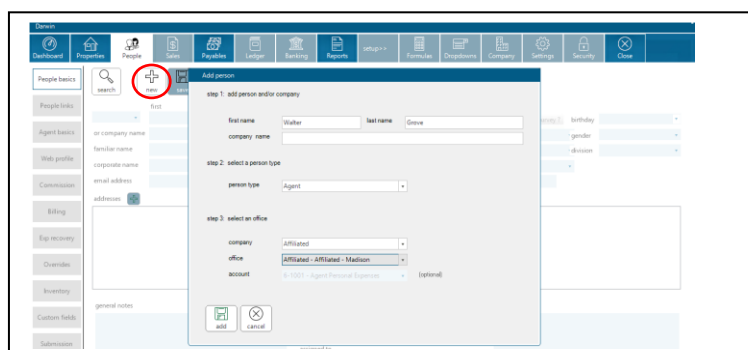 Darwin
Dashboard Properties People Sales Payables Ledger Banking Reports setup>> Formulas Dropdowns Company Settings Security Close
People basics
search
new
save
Add person
step 1: add person and/or company
People links
first
first name Walter last name Grove
birthday
Agent basics
or company name
company name
gender
familiar name
division
Web profile
corporate name
step 2: select a person type
Commission
email address
person type Agent
addresses
Billing
step 3: select an office
Exp recovery
company Affiliated
office Affiliated - Affiliated - Madison
Overrides
account 6-1001 - Agent Personal Expenses (optional)
Inventory
general notes
Custom fields
add cancel
Submission